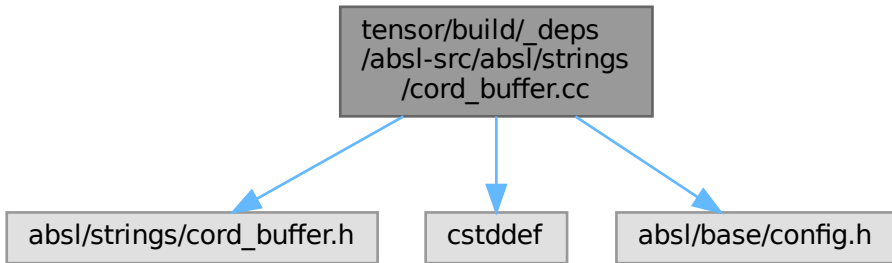 tensor/build/_deps
/absl-src/absl/strings
/cord_buffer.cc
absl/strings/cord_buffer.h
cstddef
absl/base/config.h